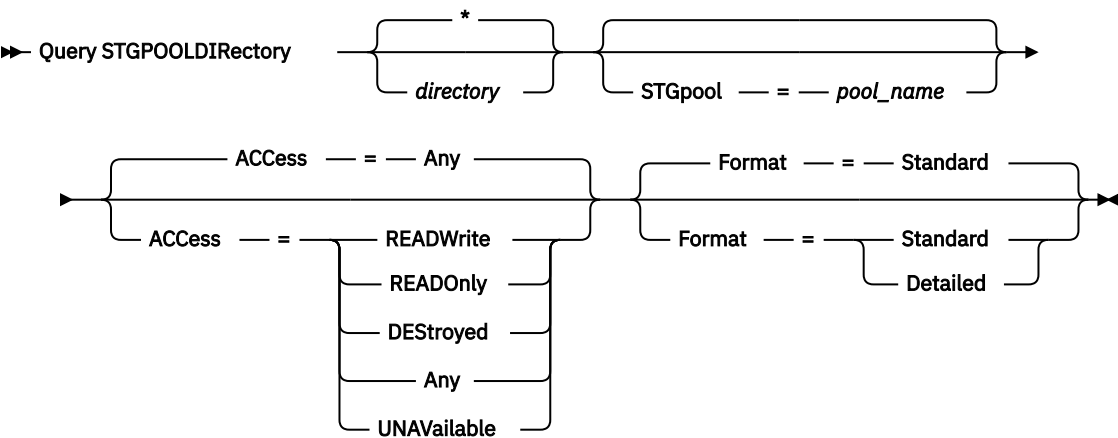 *
Query STGPOOLDIRectory
directory STGpool = pool_name
ACCess = Any Format = Standard
ACCess = READWrite Format = Standard
READOnly Detailed
DEStroyed
Any
UNAVailable